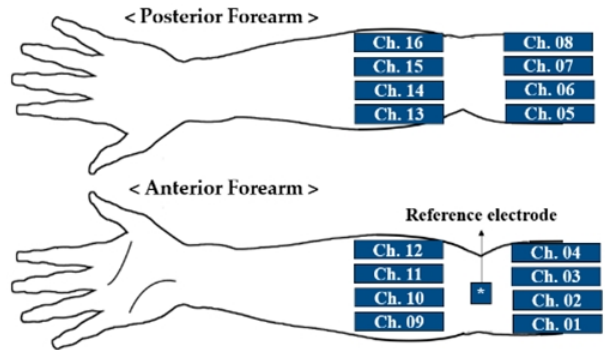 < Posterior Forearm >
Ch. 16 Ch. 08
Ch. 15 Ch. 07
Ch. 14 Ch. 06
Ch. 13 Ch. 05
< Anterior Forearm >
Reference electrode
Ch. 12 Ch. 04
Ch. 11 Ch. 03
Ch. 10 * Ch. 02
Ch. 09 Ch. 01